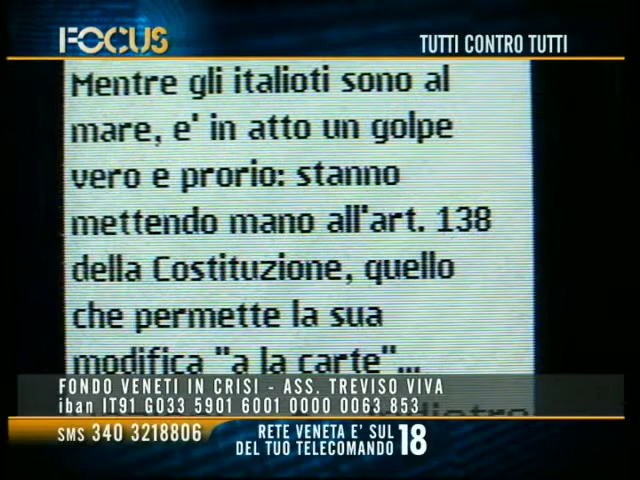 FOCUS
TUTTI CONTRO TUTTI
Mentre gli italioti sono al
mare, e' in atto un golpe
vero e prorio: stanno
mettendo mano all'art. 138
della Costituzione, quello
che permette la sua
modifica "a la carte"...
FONDO VENETI IN CRISI - ASS. TREVISO VIVA
iban IT91 G033 5901 6001 0000 0063 853
SMS 340 3218806
RETE VENETA E' SUL
DEL TUO TELECOMANDO 18